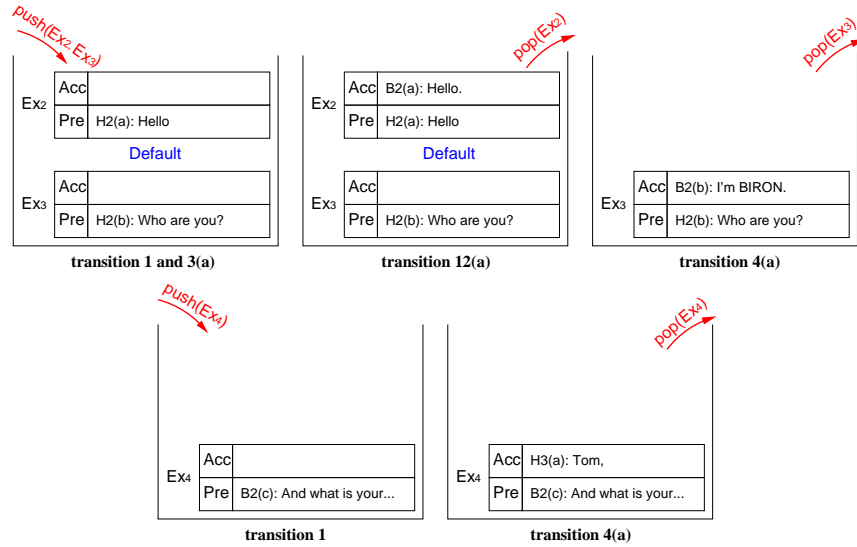 push(Ex2, Ex3)
Ex2
Acc
Pre H2(a): Hello
Default
Ex3
Acc
Pre H2(b): Who are you?
transition 1 and 3(a)
pop(Ex2)
Ex2
Acc B2(a): Hello.
Pre H2(a): Hello
Default
Ex3
Acc
Pre H2(b): Who are you?
transition 12(a)
pop(Ex3)
Ex3
Acc B2(b): I'm BIRON.
Pre H2(b): Who are you?
transition 4(a)
push(Ex4)
Ex4
Acc
Pre B2(c): And what is your...
transition 1
pop(Ex4)
Ex4
Acc H3(a): Tom,
Pre B2(c): And what is your...
transition 4(a)